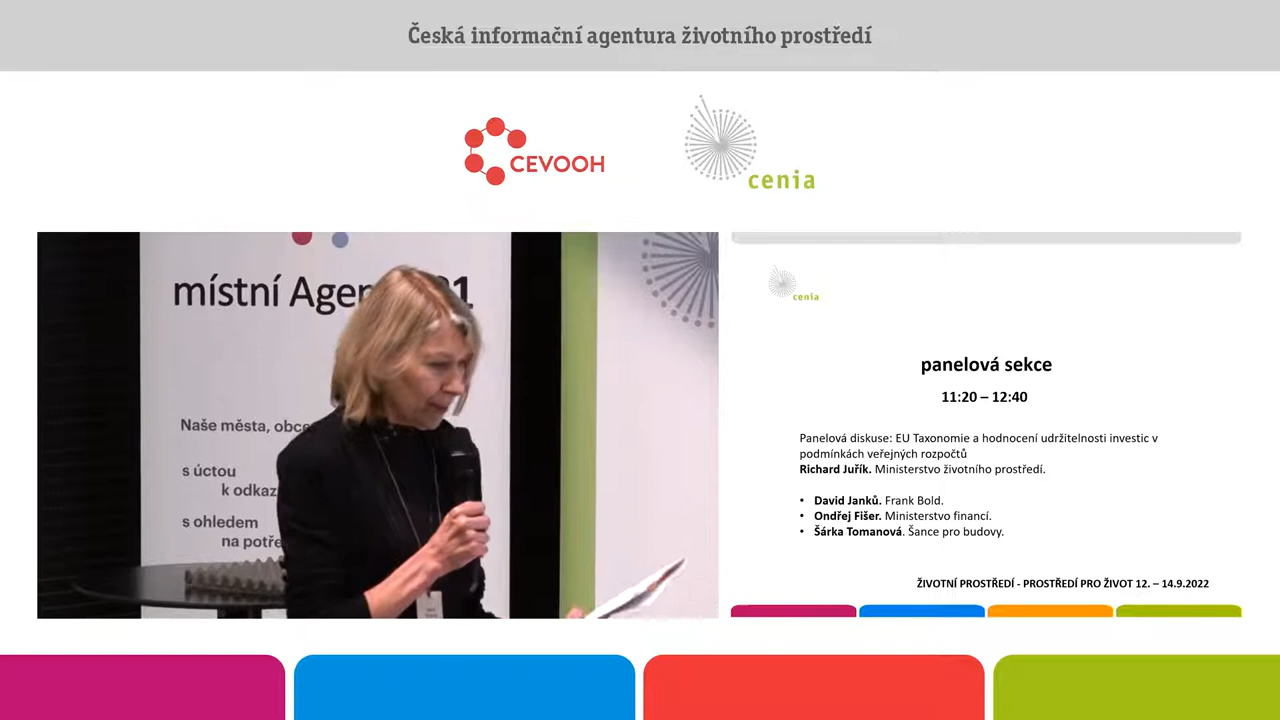 Česká informační agentura životního prostředí
CEVOOH
cenia
místní Agen 1
Naše města, obce
s úctou
k odkaz
s ohledem
na potře
cenia
panelová sekce
11:20 – 12:40
Panelová diskuse: EU Taxonomie a hodnocení udržitelnosti investic v
podmínkách veřejných rozpočtů
Richard Juřík. Ministerstvo životního prostředí.
• David Janků. Frank Bold.
• Ondřej Fišer. Ministerstvo financí.
• Šárka Tomanová. Šance pro budovy.
ŽIVOTNÍ PROSTŘEDÍ - PROSTŘEDÍ PRO ŽIVOT 12. – 14.9.2022